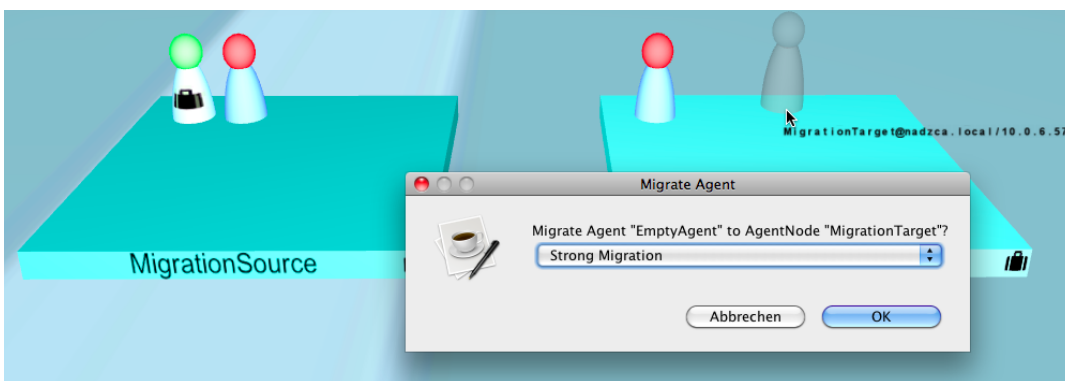 MigrationTarget@nadzca.local/10.0.6.57
Migrate Agent
Migrate Agent "EmptyAgent" to AgentNode "MigrationTarget"?
Strong Migration
MigrationSource
Abbrechen
OK